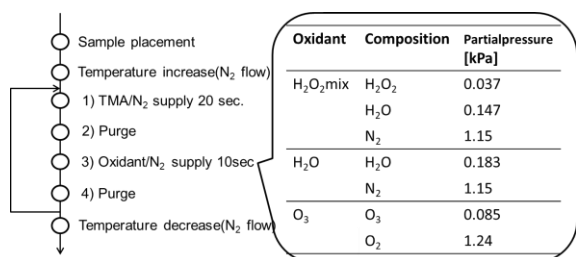 Sample placement
Temperature increase(N₂ flow)
1) TMA/N₂ supply 20 sec.
2) Purge
3) Oxidant/N₂ supply 10sec
4) Purge
Temperature decrease(N₂ flow)
Oxidant Composition Partialpressure [kPa]
H₂O₂mix H₂O₂ 0.037
H₂O 0.147
N₂ 1.15
H₂O H₂O 0.183
N₂ 1.15
O₃ O₃ 0.085
O₂ 1.24